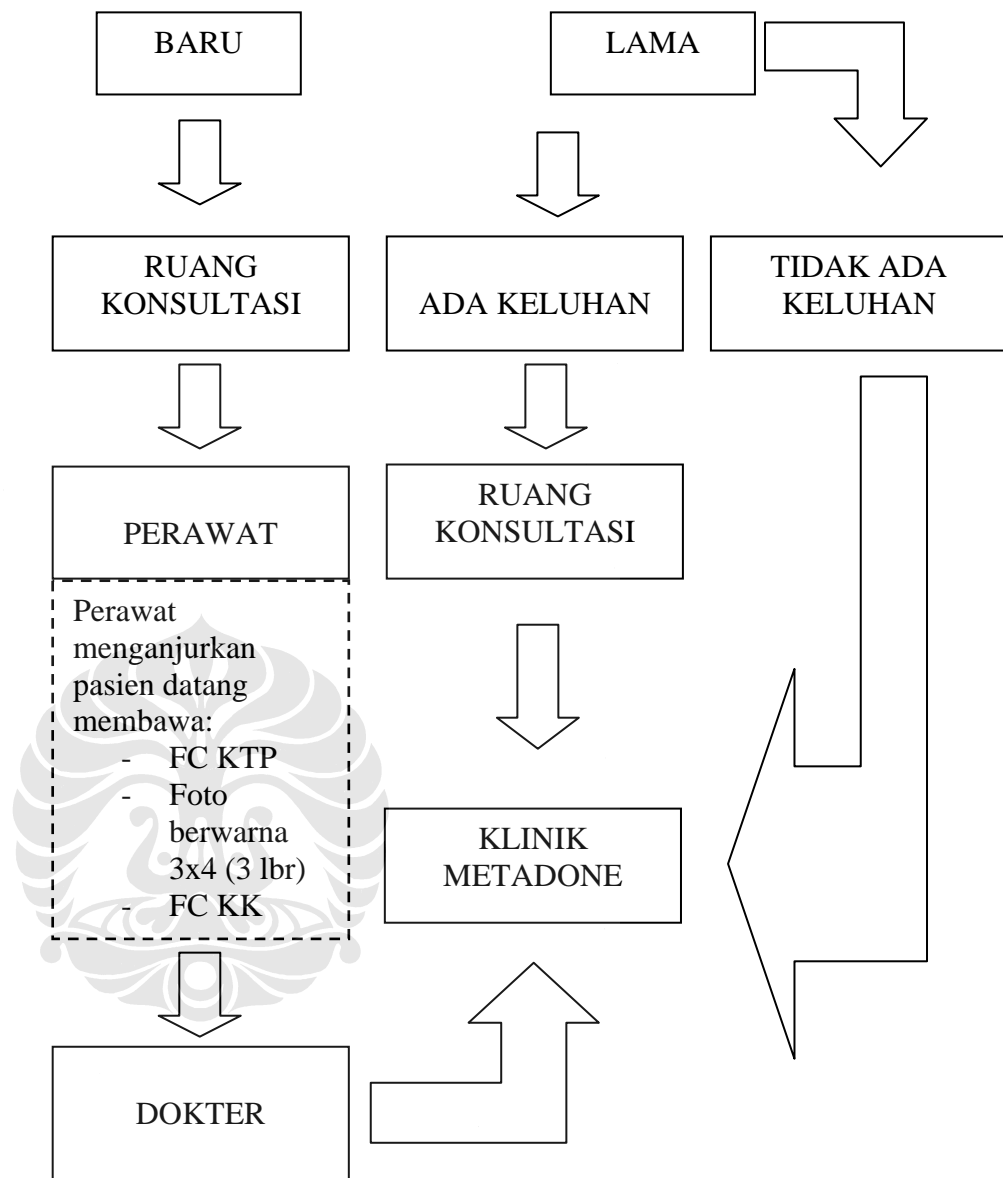 BARU
LAMA
RUANG
KONSULTASI
ADA KELUHAN
TIDAK ADA
KELUHAN
PERAWAT
RUANG
KONSULTASI
Perawat
menganjurkan
pasien datang
membawa:
- FC KTP
- Foto
berwarna
3x4 (3 lbr)
- FC KK
KLINIK
METADONE
DOKTER